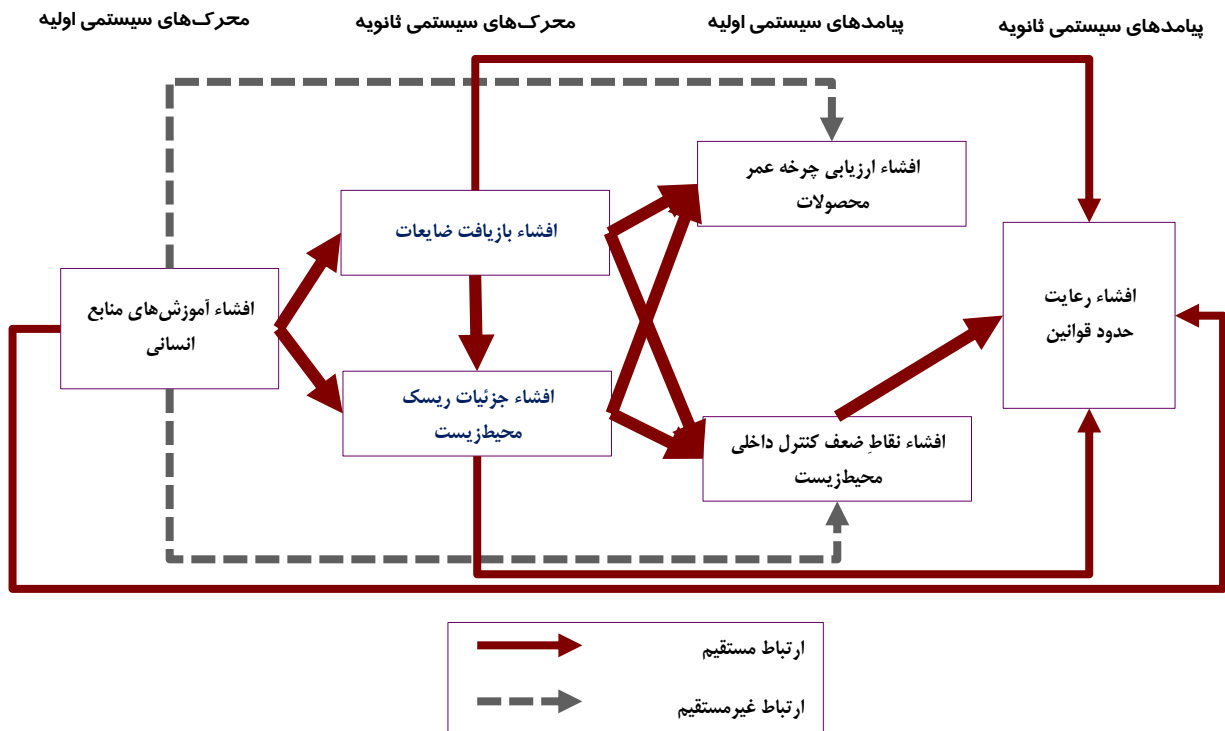 محرک‌های سیستمی اولیه
محرک‌های سیستمی ثانویه
پیامدهای سیستمی اولیه
پیامدهای سیستمی ثانویه
افشاء آموزش‌های منابع
انسانی
افشاء بازیافت ضایعات
افشاء جزئیات ریسک
محیط‌زیست
افشاء ارزیابی چرخه عمر
محصولات
افشاء نقاطِ ضعف کنترل داخلی
محیط‌زیست
افشاء رعایت
حدود قوانین
ارتباط مستقیم
ارتباط غیرمستقیم